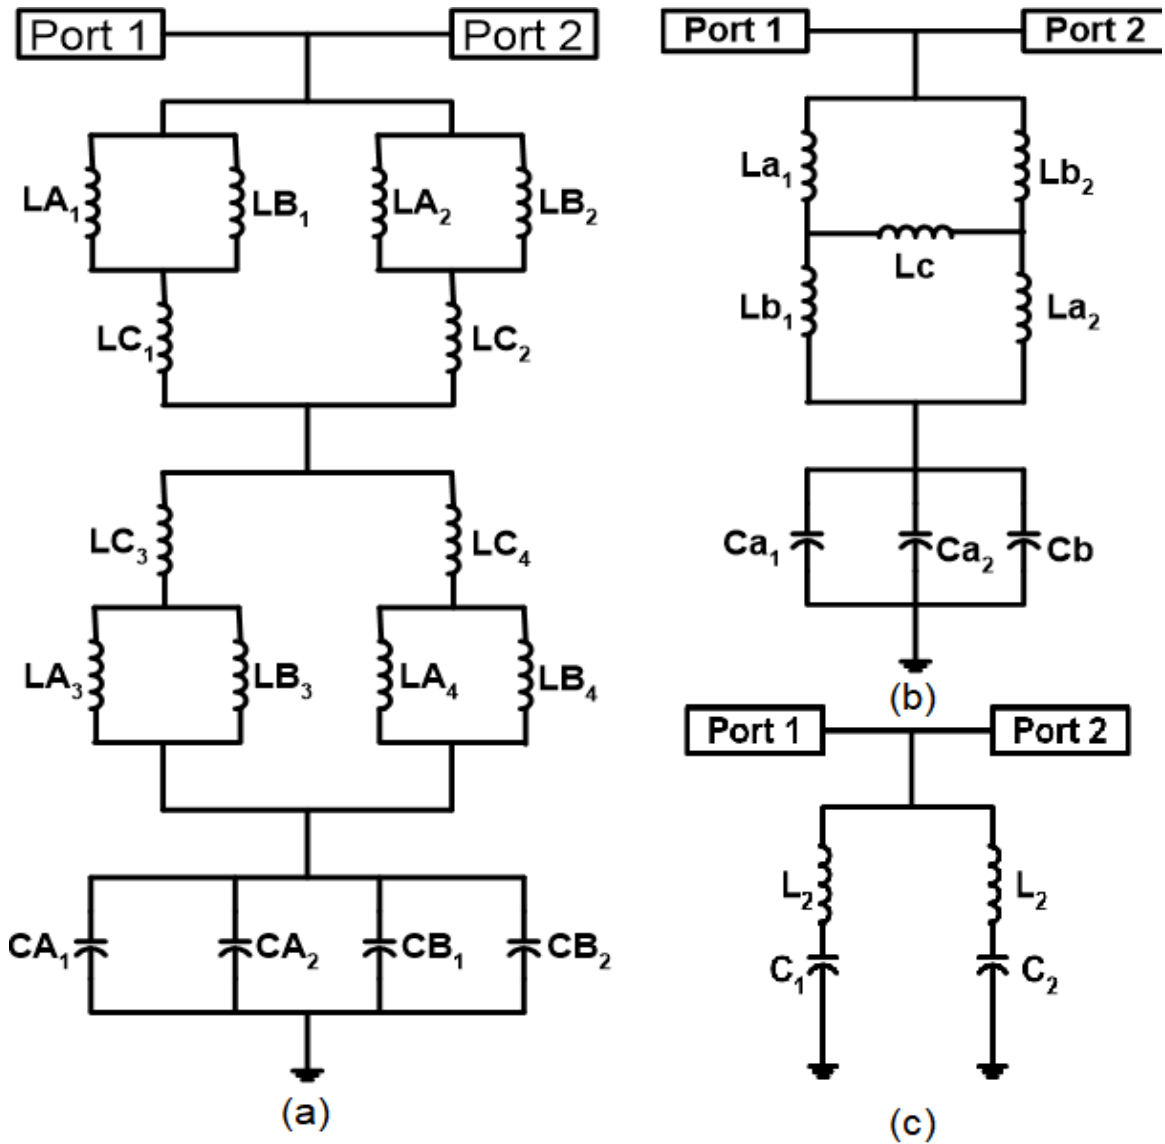 Port 1 Port 2
LA1 LB1 LA2 LB2
LC1 LC2
LC3 LC4
LA3 LB3 LA4 LB4
CA1 CA2 CB1 CB2
(a)
Port 1 Port 2
La1 Lb2
Lc
Lb1 La2
Ca1 Ca2 Cb
(b)
Port 1 Port 2
L2 L2
C1 C2
(c)